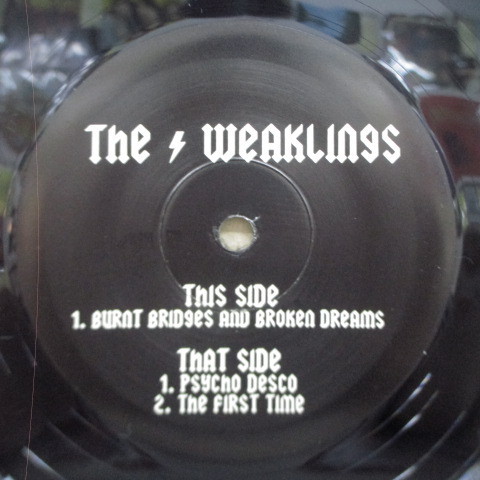 The ⚡ WEAKLINGS
THIS SIDE
1. BURNT BRIDGES AND BROKEN DREAMS
THAT SIDE
1. PSYCHO DESCO
2. The FIRST TIME